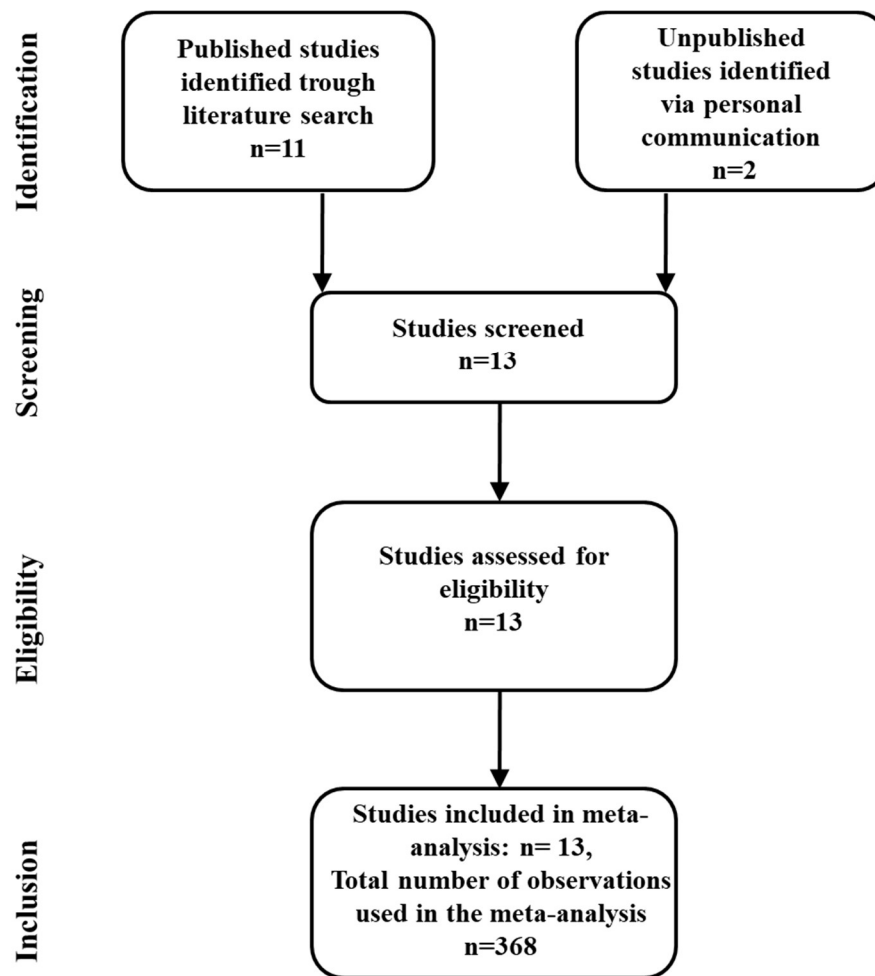 Identification
Published studies
identified trough
literature search
n=11
Unpublished
studies identified
via personal
communication
n=2
Screening
Studies screened
n=13
Eligibility
Studies assessed for
eligibility
n=13
Inclusion
Studies included in meta-
analysis: n= 13,
Total number of observations
used in the meta-analysis
n=368